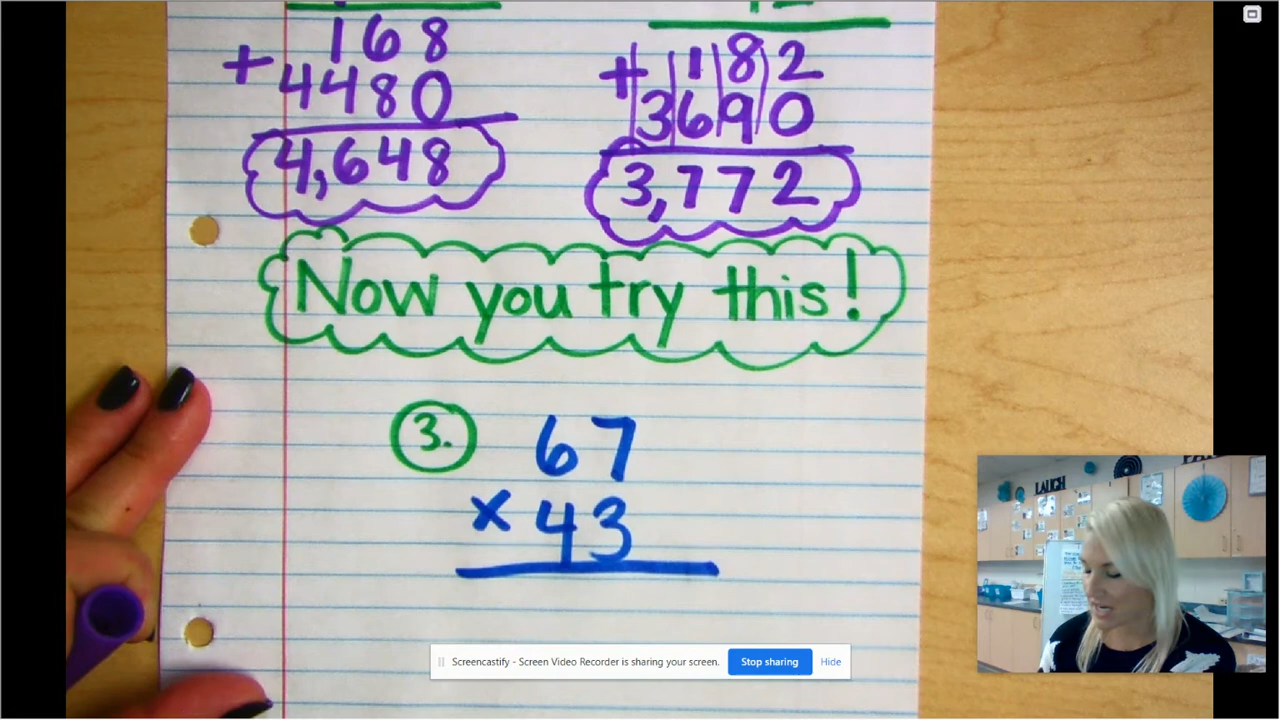 168
+ 4480
4,648
+ 182
3690
3,772
Now you try this!
3. 67
× 43
LAUGH
Screencastify - Screen Video Recorder is sharing your screen. Stop sharing Hide